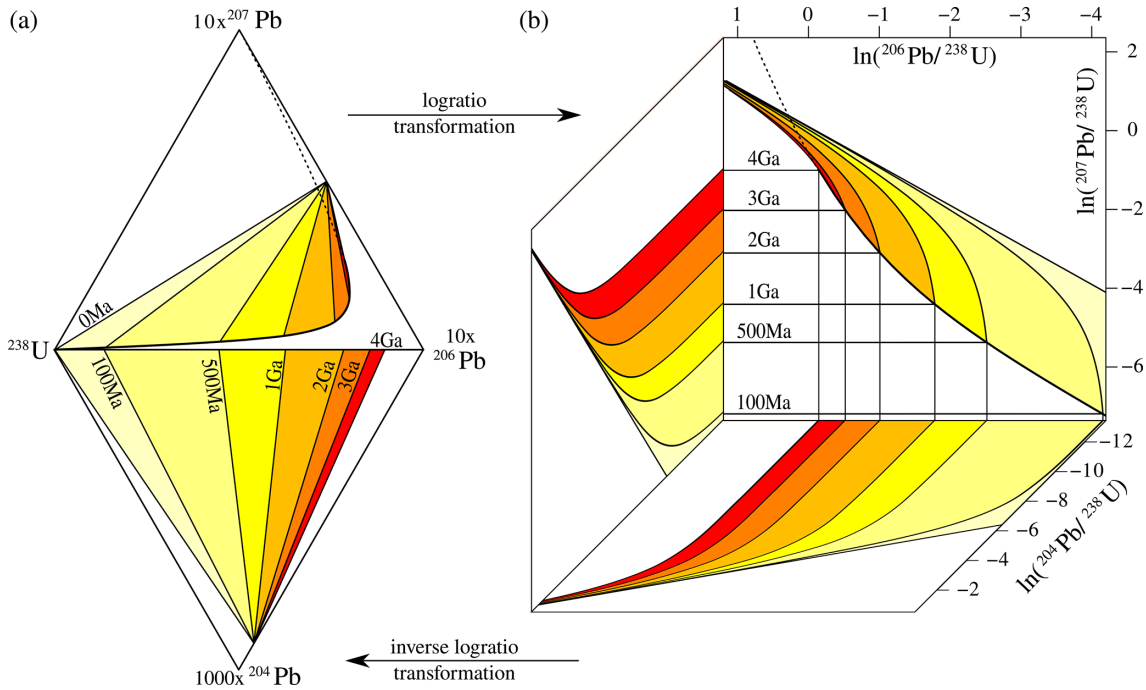 (a)
10x²⁰⁷Pb
0Ma
²³⁸U
100Ma
500Ma
1Ga
2Ga
3Ga
4Ga
10x
²⁰⁶Pb
1000x ²⁰⁴Pb
logratio
transformation
inverse logratio
transformation
(b)
1 0 −1 −2 −3 −4
ln(²⁰⁶Pb/²³⁸U)
2
0
−2
−4
−6
ln(²⁰⁷Pb/²³⁸U)
4Ga
3Ga
2Ga
1Ga
500Ma
100Ma
−12
−10
−8
−6
−4
−2
ln(²⁰⁴Pb/²³⁸U)